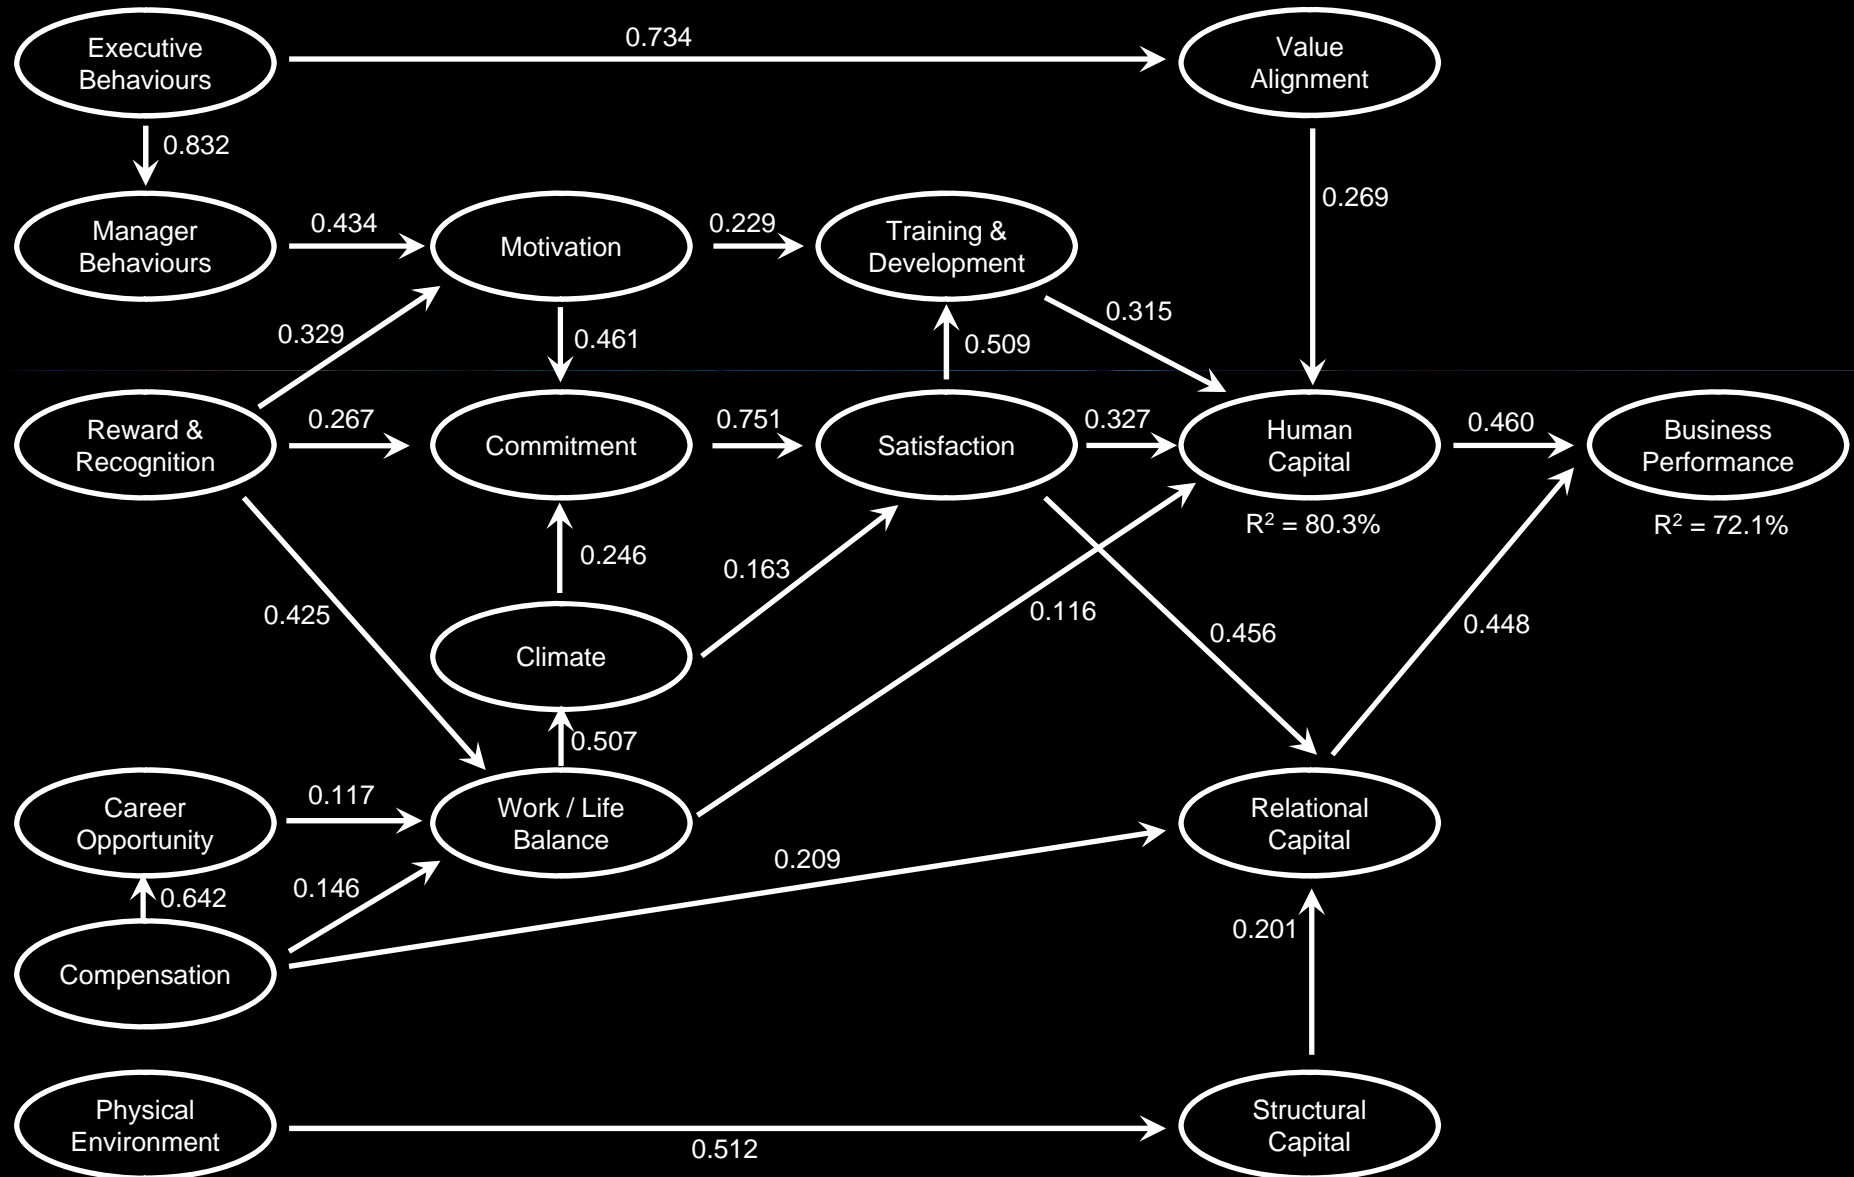 Executive
Behaviours
0.734
Value
Alignment
0.832
0.269
Manager
Behaviours
0.434
Motivation
0.229
Training &
Development
0.329
0.461
0.509
0.315
Reward &
Recognition
0.267
Commitment
0.751
Satisfaction
0.327
Human
Capital
0.460
Business
Performance
R² = 80.3%
R² = 72.1%
0.246
0.163
0.425
0.116
0.456
0.448
Climate
0.507
Career
Opportunity
0.117
Work / Life
Balance
Relational
Capital
0.209
0.642
0.146
0.201
Compensation
Physical
Environment
0.512
Structural
Capital